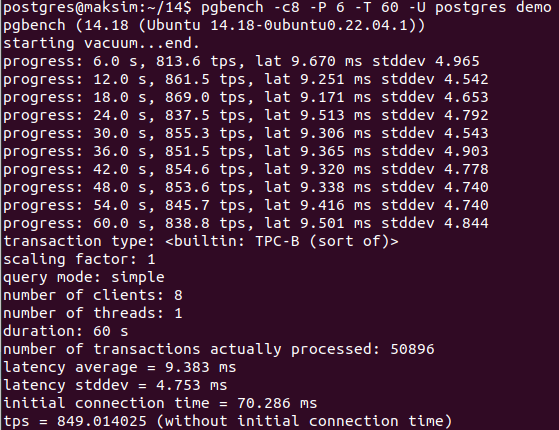 postgres@maksim:~/14$ pgbench -c8 -P 6 -T 60 -U postgres demo
pgbench (14.18 (Ubuntu 14.18-0ubuntu0.22.04.1))
starting vacuum...end.
progress: 6.0 s, 813.6 tps, lat 9.670 ms stddev 4.965
progress: 12.0 s, 861.5 tps, lat 9.251 ms stddev 4.542
progress: 18.0 s, 869.0 tps, lat 9.171 ms stddev 4.653
progress: 24.0 s, 837.5 tps, lat 9.513 ms stddev 4.792
progress: 30.0 s, 855.3 tps, lat 9.306 ms stddev 4.543
progress: 36.0 s, 851.5 tps, lat 9.365 ms stddev 4.903
progress: 42.0 s, 854.6 tps, lat 9.320 ms stddev 4.778
progress: 48.0 s, 853.6 tps, lat 9.338 ms stddev 4.740
progress: 54.0 s, 845.7 tps, lat 9.416 ms stddev 4.740
progress: 60.0 s, 838.8 tps, lat 9.501 ms stddev 4.844
transaction type: <builtin: TPC-B (sort of)>
scaling factor: 1
query mode: simple
number of clients: 8
number of threads: 1
duration: 60 s
number of transactions actually processed: 50896
latency average = 9.383 ms
latency stddev = 4.753 ms
initial connection time = 70.286 ms
tps = 849.014025 (without initial connection time)